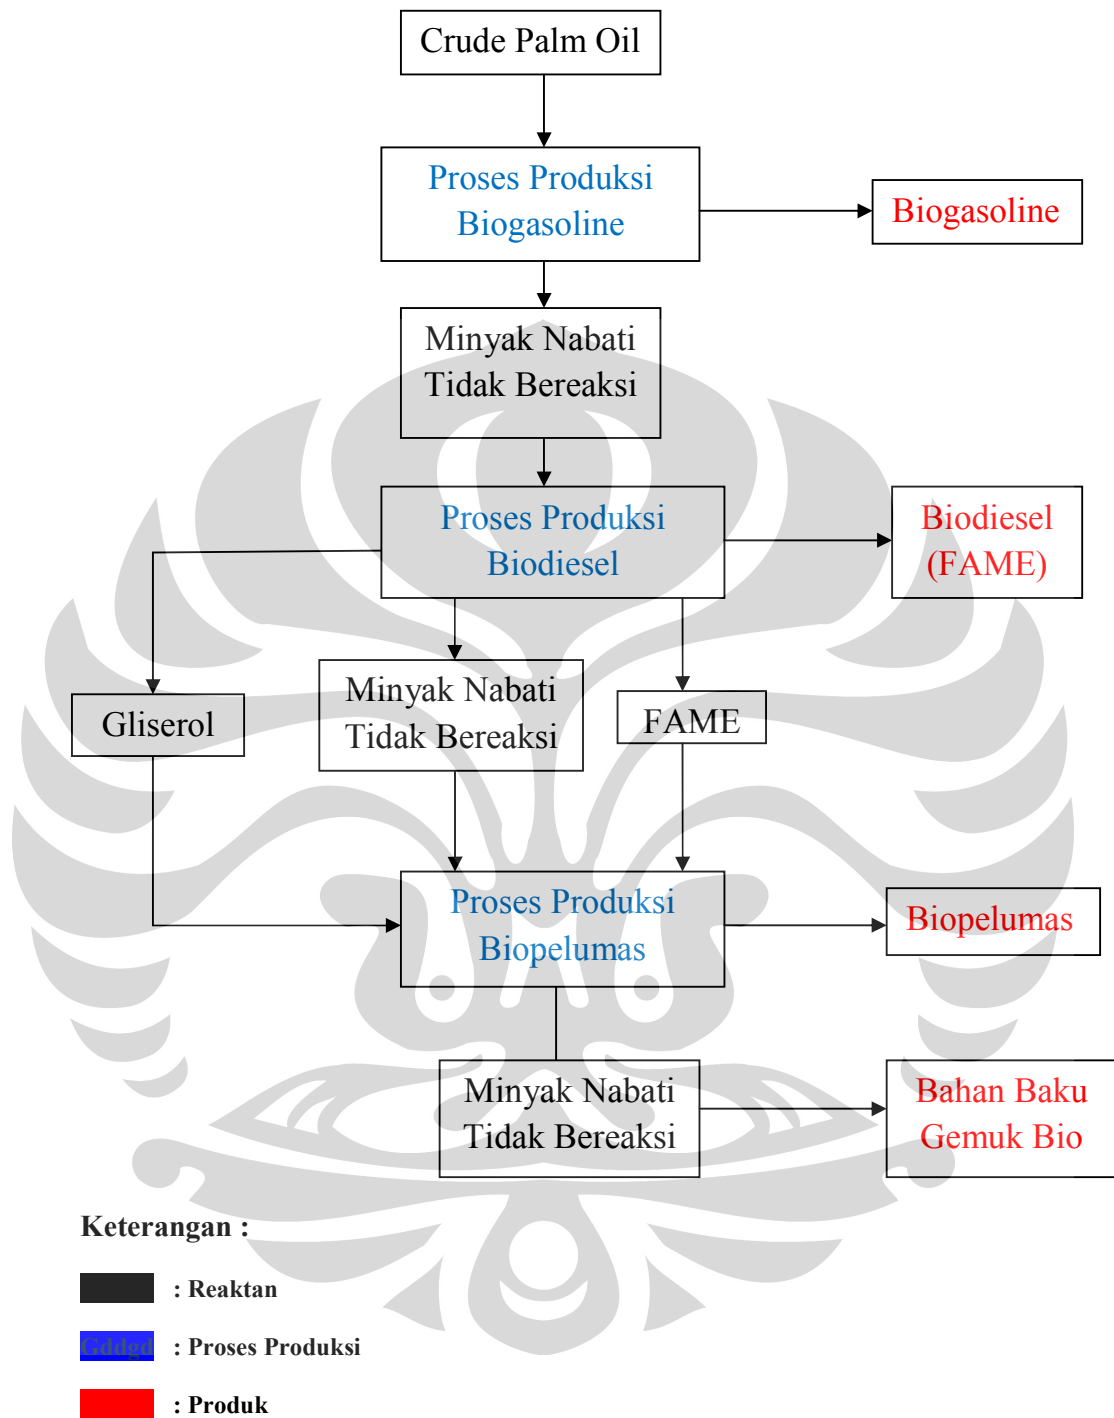 Crude Palm Oil
Proses Produksi
Biogasoline
Biogasoline
Minyak Nabati
Tidak Bereaksi
Proses Produksi
Biodiesel
Biodiesel
(FAME)
Gliserol
Minyak Nabati
Tidak Bereaksi
FAME
Proses Produksi
Biopelumas
Biopelumas
Minyak Nabati
Tidak Bereaksi
Bahan Baku
Gemuk Bio
Keterangan :
: Reaktan
Gddgd : Proses Produksi
: Produk